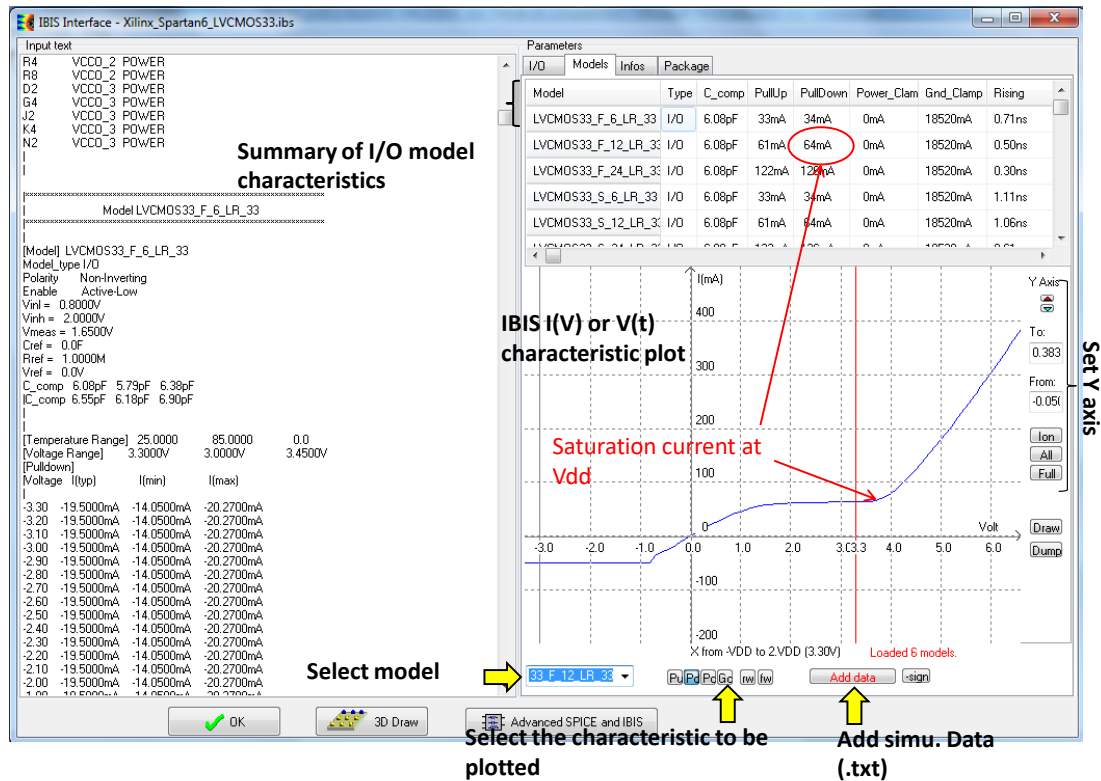 IBIS Interface - Xilinx_Spartan6_LVCMOS33.ibs
Input text
R4 VCCO_2 POWER
R8 VCCO_2 POWER
D2 VCCO_3 POWER
G4 VCCO_3 POWER
J2 VCCO_3 POWER
K4 VCCO_3 POWER
N2 VCCO_3 POWER
|
|
Summary of I/O model
characteristics
|xxxxxxxxxxxxxxxxxxxxxxxxxxxxxxxxxxxxxxxxxxxxxxxxxxxxxxxxxxx
| Model LVCMOS33_F_6_LR_33
|xxxxxxxxxxxxxxxxxxxxxxxxxxxxxxxxxxxxxxxxxxxxxxxxxxxxxxxxxxx
|
[Model] LVCMOS33_F_6_LR_33
Model_type I/O
Polarity Non-Inverting
Enable Active-Low
Vinl = 0.8000V
Vinh = 2.0000V
Vmeas = 1.6500V
Cref = 0.0F
Rref = 1.0000M
Vref = 0.0V
C_comp 6.08pF 5.79pF 6.38pF
|C_comp 6.55pF 6.18pF 6.90pF
|
|
[Temperature Range] 25.0000 85.0000 0.0
[Voltage Range] 3.3000V 3.0000V 3.4500V
[Pulldown]
|Voltage I(typ) I(min) I(max)
|
-3.30 -19.5000mA -14.0500mA -20.2700mA
-3.20 -19.5000mA -14.0500mA -20.2700mA
-3.10 -19.5000mA -14.0500mA -20.2700mA
-3.00 -19.5000mA -14.0500mA -20.2700mA
-2.90 -19.5000mA -14.0500mA -20.2700mA
-2.80 -19.5000mA -14.0500mA -20.2700mA
-2.70 -19.5000mA -14.0500mA -20.2700mA
-2.60 -19.5000mA -14.0500mA -20.2700mA
-2.50 -19.5000mA -14.0500mA -20.2700mA
-2.40 -19.5000mA -14.0500mA -20.2700mA
-2.30 -19.5000mA -14.0500mA -20.2700mA
-2.20 -19.5000mA -14.0500mA -20.2700mA
-2.10 -19.5000mA -14.0500mA -20.2700mA
-2.00 -19.5000mA -14.0500mA -20.2700mA
Parameters
I/O Models Infos Package
Model Type C_comp PullUp PullDown Power_Clam Gnd_Clamp Rising
LVCMOS33_F_6_LR_33 I/O 6.08pF 33mA 34mA 0mA 18520mA 0.71ns
LVCMOS33_F_12_LR_33 I/O 6.08pF 61mA 64mA 0mA 18520mA 0.50ns
LVCMOS33_F_24_LR_33 I/O 6.08pF 122mA 0mA 18520mA 0.30ns
LVCMOS33_S_6_LR_33 I/O 6.08pF 33mA 34mA 0mA 18520mA 1.11ns
LVCMOS33_S_12_LR_33 I/O 6.08pF 61mA 64mA 0mA 18520mA 1.06ns
IBIS I(V) or V(t)
characteristic plot
I(mA)
400
300
200
100
0
-100
-200
-3.0 -2.0 -1.0 0.0 1.0 2.0 3.0 3.3 4.0 5.0 6.0
Volt
Saturation current at
Vdd
Y Axis
To:
0.383
From:
-0.05(
Ion
All
Full
Draw
Dump
Set Y axis
X from -VDD to 2.VDD (3.30V) Loaded 6 models.
Select model
33_F_12_LR_33
Pu Pd Pc Gc rw fw
Add data -sign
OK 3D Draw Advanced SPICE and IBIS
Select the characteristic to be
plotted
Add simu. Data
(.txt)